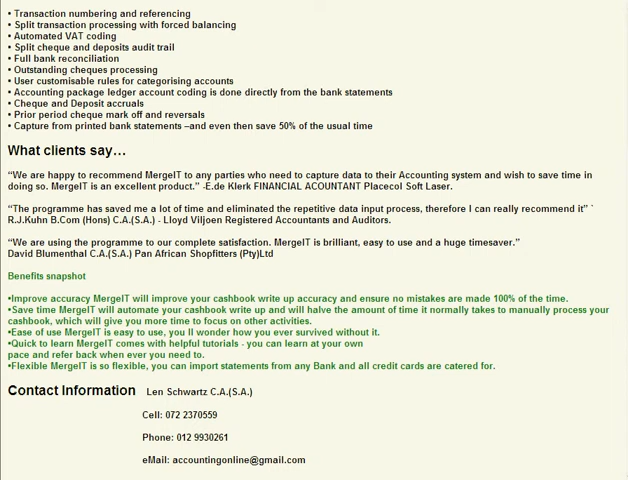 • Transaction numbering and referencing
• Split transaction processing with forced balancing
• Automated VAT coding
• Split cheque and deposits audit trail
• Full bank reconciliation
• Outstanding cheques processing
• User customisable rules for categorising accounts
• Accounting package ledger account coding is done directly from the bank statements
• Cheque and Deposit accruals
• Prior period cheque mark off and reversals
• Capture from printed bank statements –and even then save 50% of the usual time
What clients say…
“We are happy to recommend MergeIT to any parties who need to capture data to their Accounting system and wish to save time in
doing so. MergeIT is an excellent product.” -E.de Klerk FINANCIAL ACOUNTANT Placecol Soft Laser.
“The programme has saved me a lot of time and eliminated the repetitive data input process, therefore I can really recommend it” `
R.J.Kuhn B.Com (Hons) C.A.(S.A.) - Lloyd Viljoen Registered Accountants and Auditors.
“We are using the programme to our complete satisfaction. MergeIT is brilliant, easy to use and a huge timesaver.”
David Blumenthal C.A.(S.A.) Pan African Shopfitters (Pty)Ltd
Benefits snapshot
•Improve accuracy MergeIT will improve your cashbook write up accuracy and ensure no mistakes are made 100% of the time.
•Save time MergeIT will automate your cashbook write up and will halve the amount of time it normally takes to manually process your
cashbook, which will give you more time to focus on other activities.
•Ease of use MergeIT is easy to use, you ll wonder how you ever survived without it.
•Quick to learn MergeIT comes with helpful tutorials - you can learn at your own
pace and refer back when ever you need to.
•Flexible MergeIT is so flexible, you can import statements from any Bank and all credit cards are catered for.
Contact Information Len Schwartz C.A.(S.A.)
Cell: 072 2370559
Phone: 012 9930261
eMail: accountingonline@gmail.com